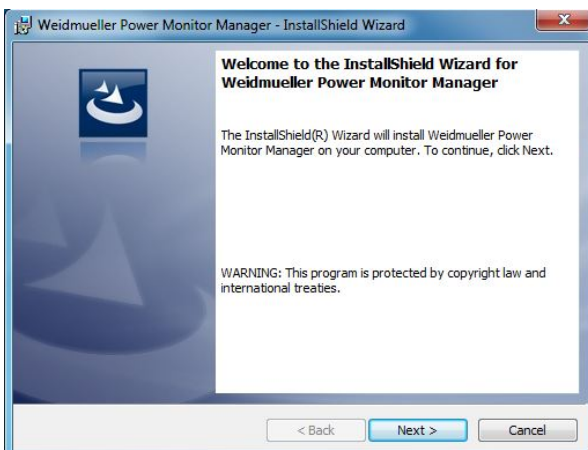 Weidmueller Power Monitor Manager - InstallShield Wizard
Welcome to the InstallShield Wizard for
Weidmueller Power Monitor Manager
The InstallShield(R) Wizard will install Weidmueller Power
Monitor Manager on your computer. To continue, click Next.
WARNING: This program is protected by copyright law and
international treaties.
< Back Next > Cancel